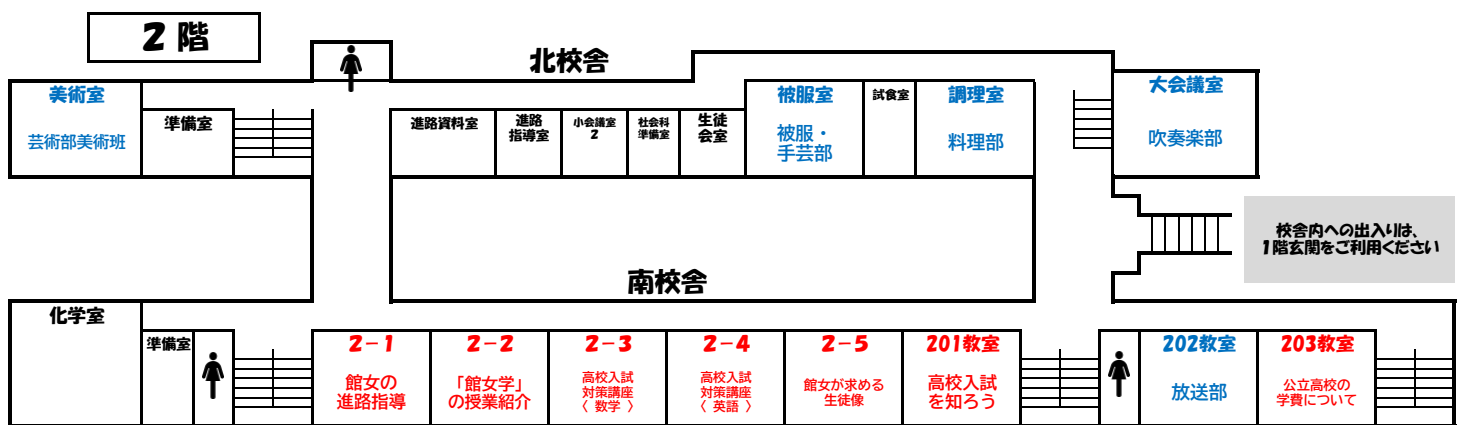 2階
北校舎
美術室
芸術部美術班
準備室
進路資料室
進路
指導室
小会議室
2
社会科
準備室
生徒
会室
被服室
被服・
手芸部
試食室
調理室
料理部
大会議室
吹奏楽部
校舎内への出入りは、
1階玄関をご利用ください
南校舎
化学室
準備室
2-1
館女の
進路指導
2-2
「館女学」
の授業紹介
2-3
高校入試
対策講座
〈 数学 〉
2-4
高校入試
対策講座
〈 英語 〉
2-5
館女が求める
生徒像
201教室
高校入試
を知ろう
202教室
放送部
203教室
公立高校の
学費について